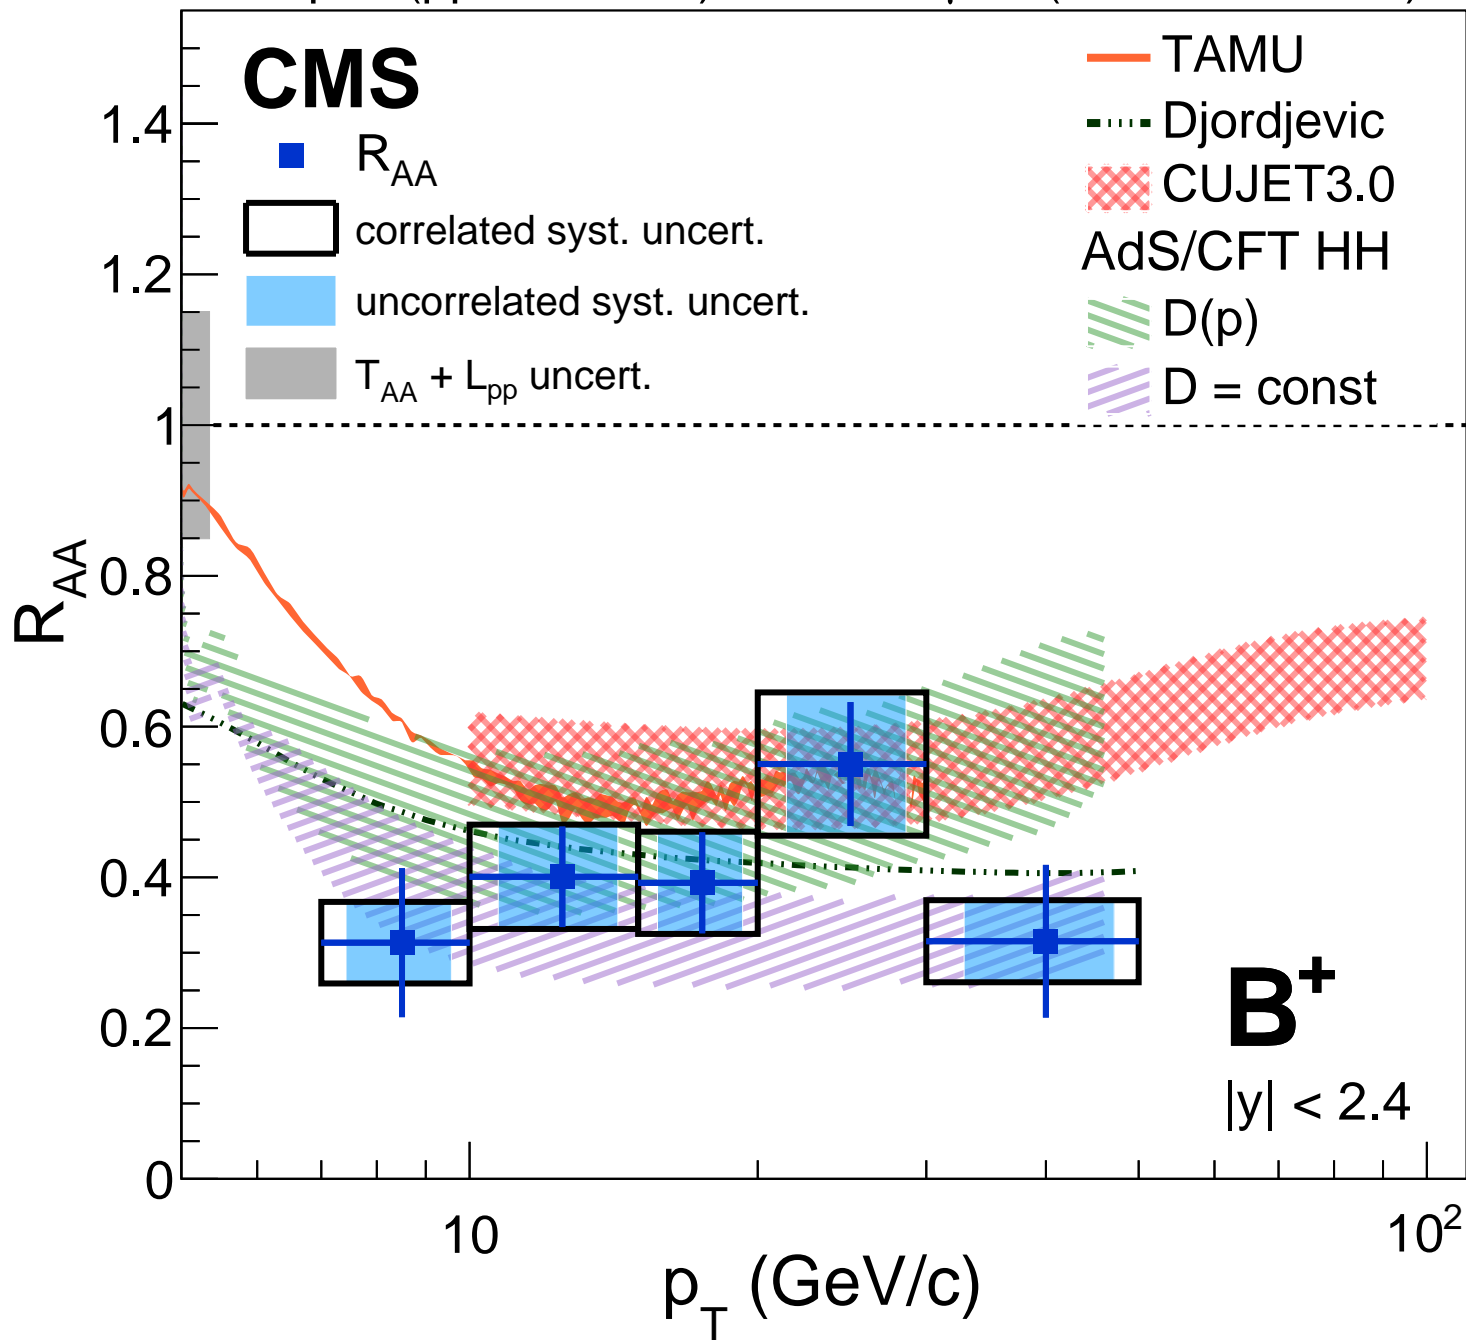 CMS
R_AA
correlated syst. uncert.
uncorrelated syst. uncert.
T_AA + L_pp uncert.
TAMU
Djordjevic
CUJET3.0
AdS/CFT HH
D(p)
D = const
R_AA
1.4
1.2
1
0.8
0.6
0.4
0.2
0
B^+
|y| < 2.4
10
10^2
p_T (GeV/c)